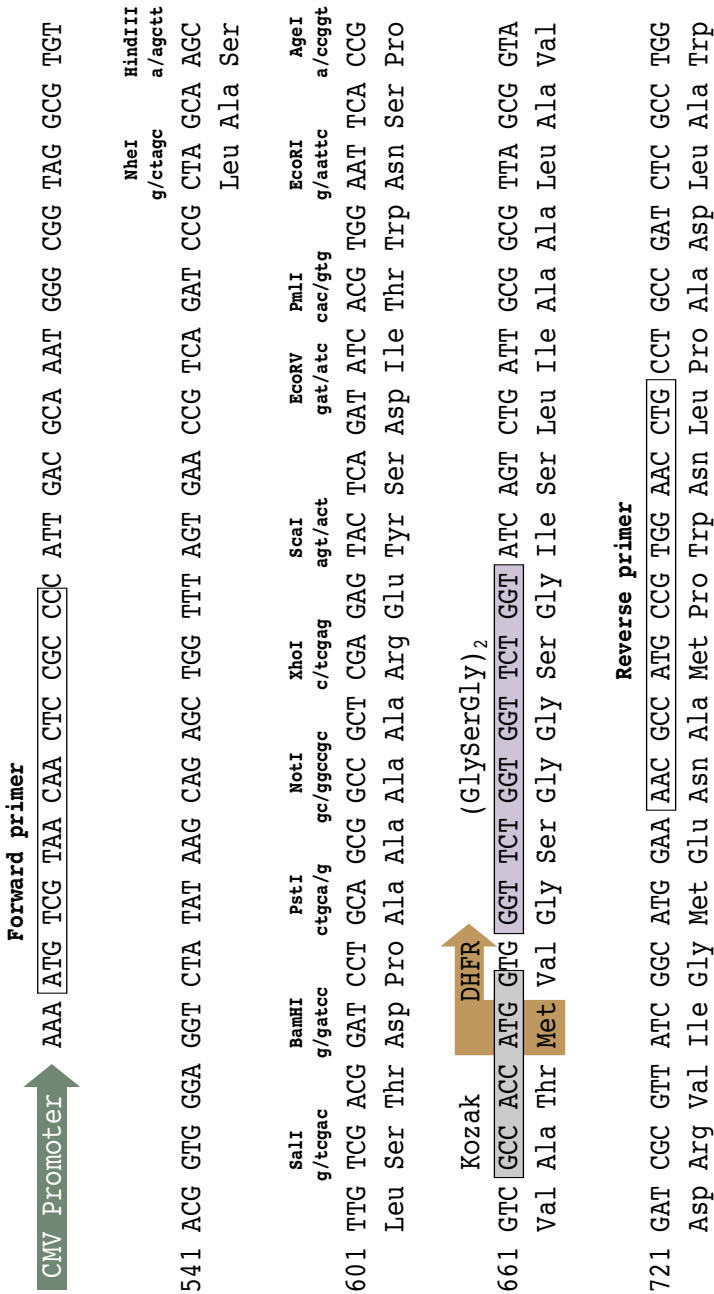 Forward primer
CMV Promoter AAA ATG TCG TAA CAA CTC CGC CCC ATT GAC GCA AAT GGG CGG TAG GCG TGT
NheI HindIII
g/ctagc a/agctt
541 ACG GTG GGA GGT CTA TAT AAG CAG AGC TGG TTT AGT GAA CCG TCA GAT CCG CTA GCA AGC
Leu Ala Ser
SalI BamHI PstI NotI XhoI ScaI EcoRV PmlI EcoRI AgeI
g/tcgac g/gatcc ctgca/g gc/ggccgc c/tcgag agt/act gat/atc cac/gtg g/aattc a/ccggt
601 TTG TCG ACG GAT CCT GCA GCG GCC GCT CGA GAG TAC TCA GAT ATC ACG TGG AAT TCA CCG
Leu Ser Thr Asp Pro Ala Ala Ala Ala Arg Glu Tyr Ser Asp Ile Thr Trp Asn Ser Pro
Kozak DHFR (GlySerGly)2
661 GTC GCC ACC ATG GTG GGT TCT GGT GGT TCT GGT ATC AGT CTG ATT GCG GCG TTA GCG GTA
Val Ala Thr Met Val Gly Ser Gly Gly Ser Gly Ile Ser Leu Ile Ala Ala Leu Ala Val
Reverse primer
721 GAT CGC GTT ATC GGC ATG GAA AAC GCC ATG CCG TGG AAC CTG CCT GCC GAT CTC GCC TGG
Asp Arg Val Ile Gly Met Glu Asn Ala Met Pro Trp Asn Leu Pro Ala Asp Leu Ala Trp